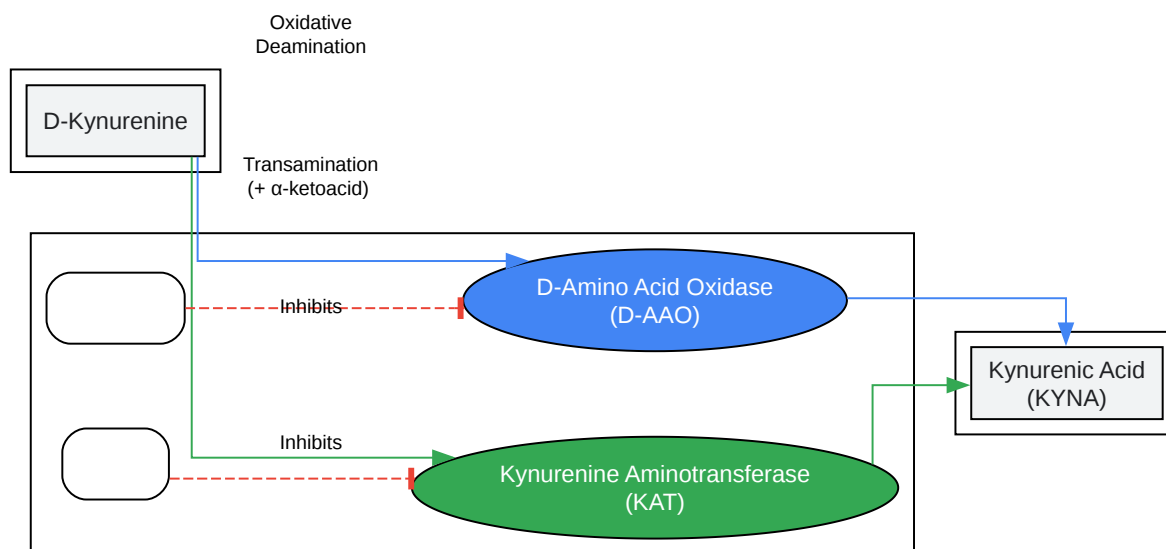 Oxidative
Deamination
D-Kynurenine
Transamination
(+ α-ketoacid)
D-Amino Acid Oxidase
(D-AAO)
Inhibits
Kynurenic Acid
(KYNA)
Inhibits
Kynurenine Aminotransferase
(KAT)